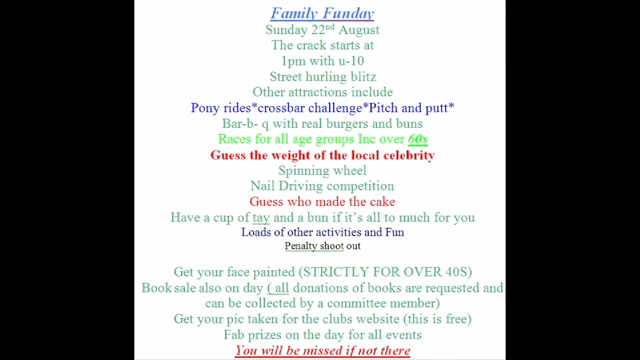 Family Funday
Sunday 22nd August
The crack starts at
1pm with u-10
Street hurling blitz
Other attractions include
Pony rides*crossbar challenge*Pitch and putt*
Bar-b- q with real burgers and buns
Races for all age groups Inc over 60s
Guess the weight of the local celebrity
Spinning wheel
Nail Driving competition
Guess who made the cake
Have a cup of tay and a bun if it's all to much for you
Loads of other activities and Fun
Penalty shoot out
Get your face painted (STRICTLY FOR OVER 40S)
Book sale also on day ( all donations of books are requested and
can be collected by a committee member)
Get your pic taken for the clubs website (this is free)
Fab prizes on the day for all events
You will be missed if not there